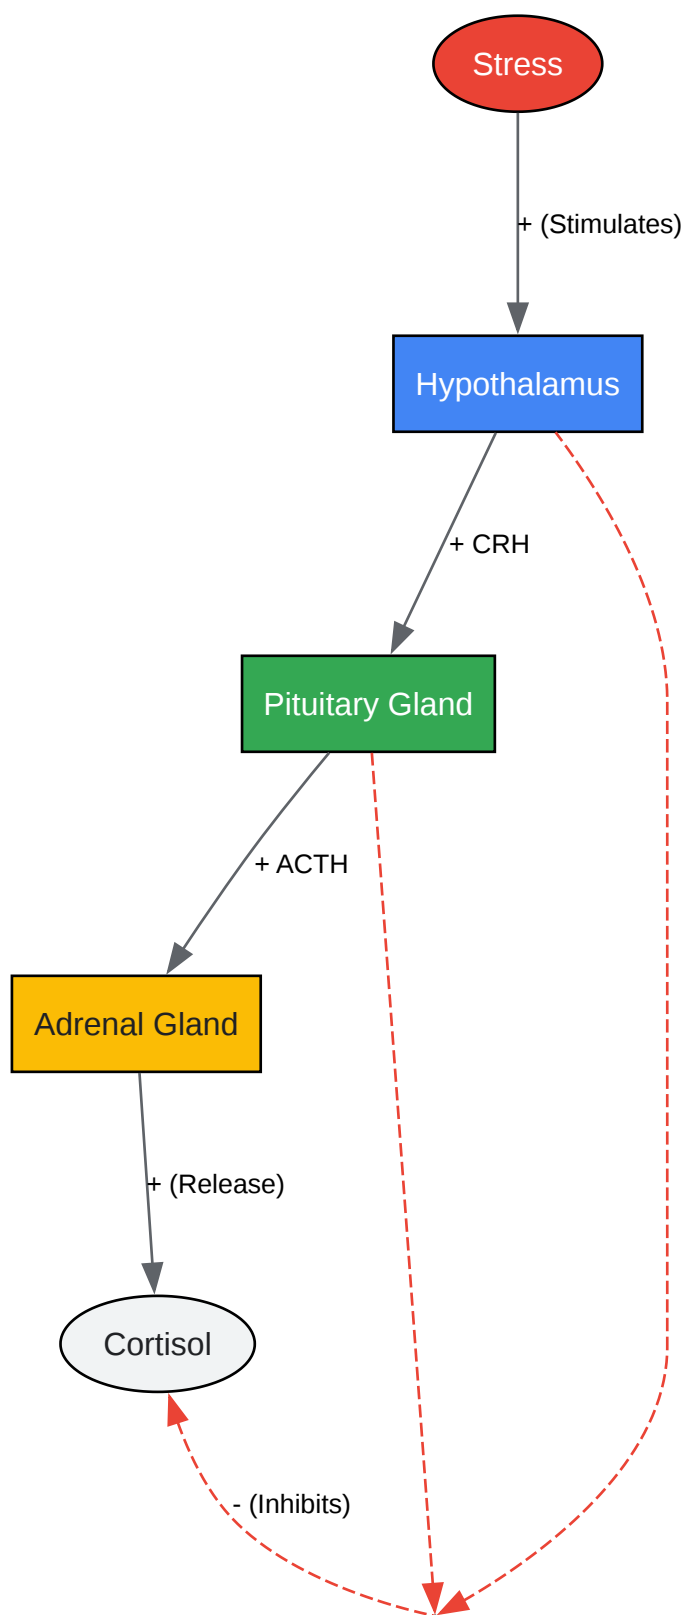 Stress
+ (Stimulates)
Hypothalamus
+ CRH
Pituitary Gland
+ ACTH
Adrenal Gland
+ (Release)
Cortisol
- (Inhibits)